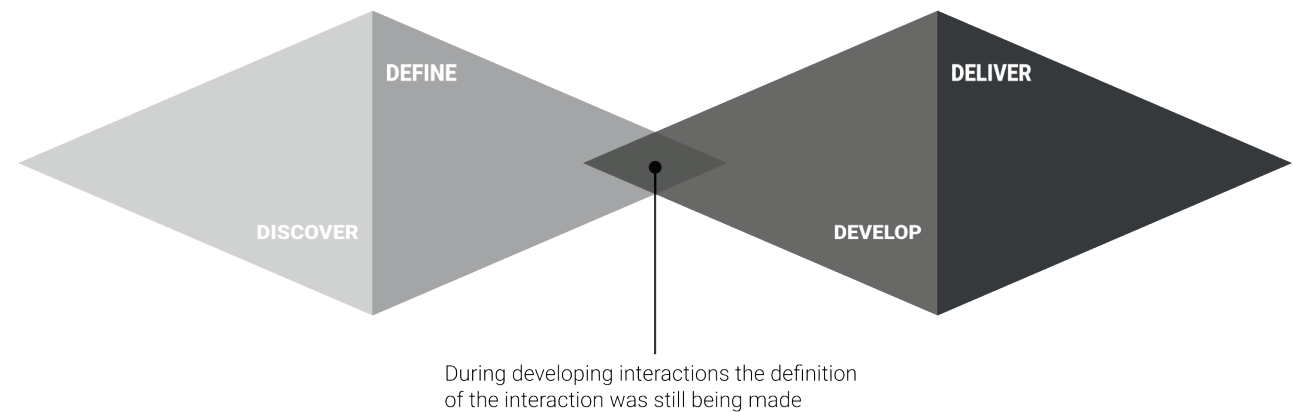 DEFINE
DISCOVER
DELIVER
DEVELOP
During developing interactions the definition
of the interaction was still being made